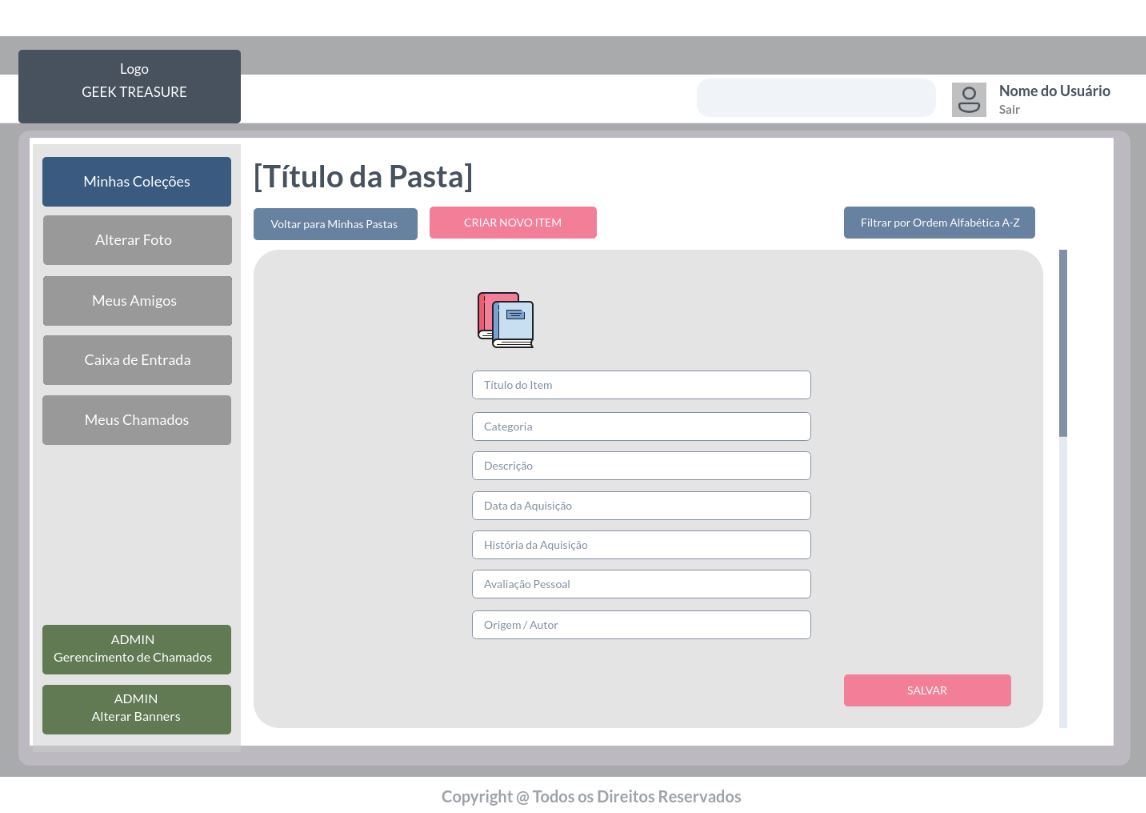 Logo
GEEK TREASURE
Nome do Usuário
Sair
Minhas Coleções
Alterar Foto
Meus Amigos
Caixa de Entrada
Meus Chamados
ADMIN
Gerencimento de Chamados
ADMIN
Alterar Banners
[Título da Pasta]
Voltar para Minhas Pastas
CRIAR NOVO ITEM
Filtrar por Ordem Alfabética A-Z
Título do Item
Categoria
Descrição
Data da Aquisição
História da Aquisição
Avaliação Pessoal
Origem / Autor
SALVAR
Copyright @ Todos os Direitos Reservados